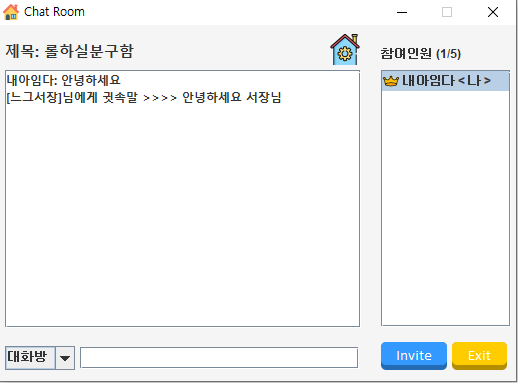 Chat Room
제목: 롤하실분구함
참여인원 (1/5)
내아임다: 안녕하세요
[느그서장]님에게 귓속말 >>>> 안녕하세요 서장님
내아임다<나>
대화방
Invite
Exit